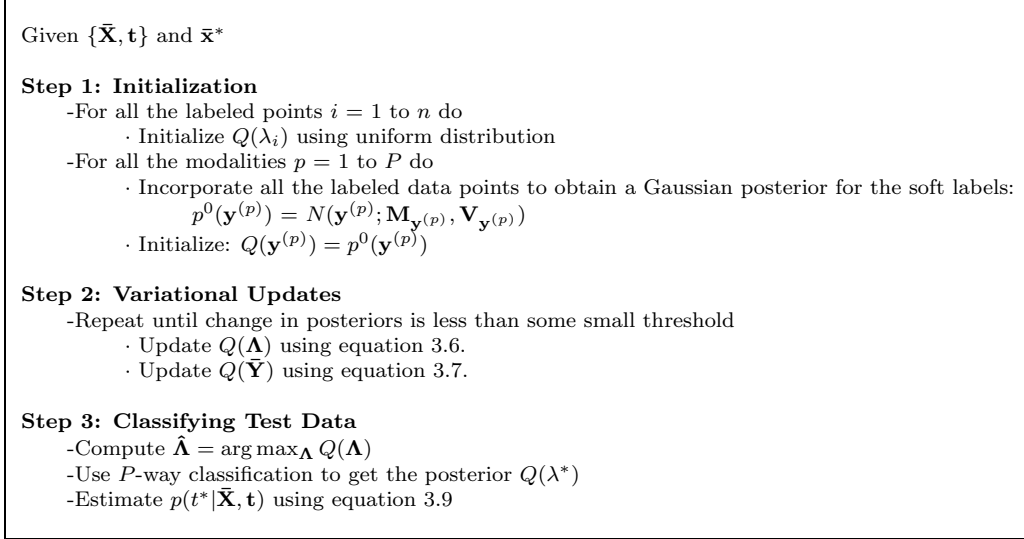 Given {X̄, t} and x̄*
Step 1: Initialization
-For all the labeled points i = 1 to n do
· Initialize Q(λᵢ) using uniform distribution
-For all the modalities p = 1 to P do
· Incorporate all the labeled data points to obtain a Gaussian posterior for the soft labels:
p⁰(y⁽ᵖ⁾) = N(y⁽ᵖ⁾; M_y⁽ᵖ⁾, V_y⁽ᵖ⁾)
· Initialize: Q(y⁽ᵖ⁾) = p⁰(y⁽ᵖ⁾)
Step 2: Variational Updates
-Repeat until change in posteriors is less than some small threshold
· Update Q(Λ) using equation 3.6.
· Update Q(Ȳ) using equation 3.7.
Step 3: Classifying Test Data
-Compute Λ̂ = arg max_Λ Q(Λ)
-Use P-way classification to get the posterior Q(λ*)
-Estimate p(t*|X̄, t) using equation 3.9